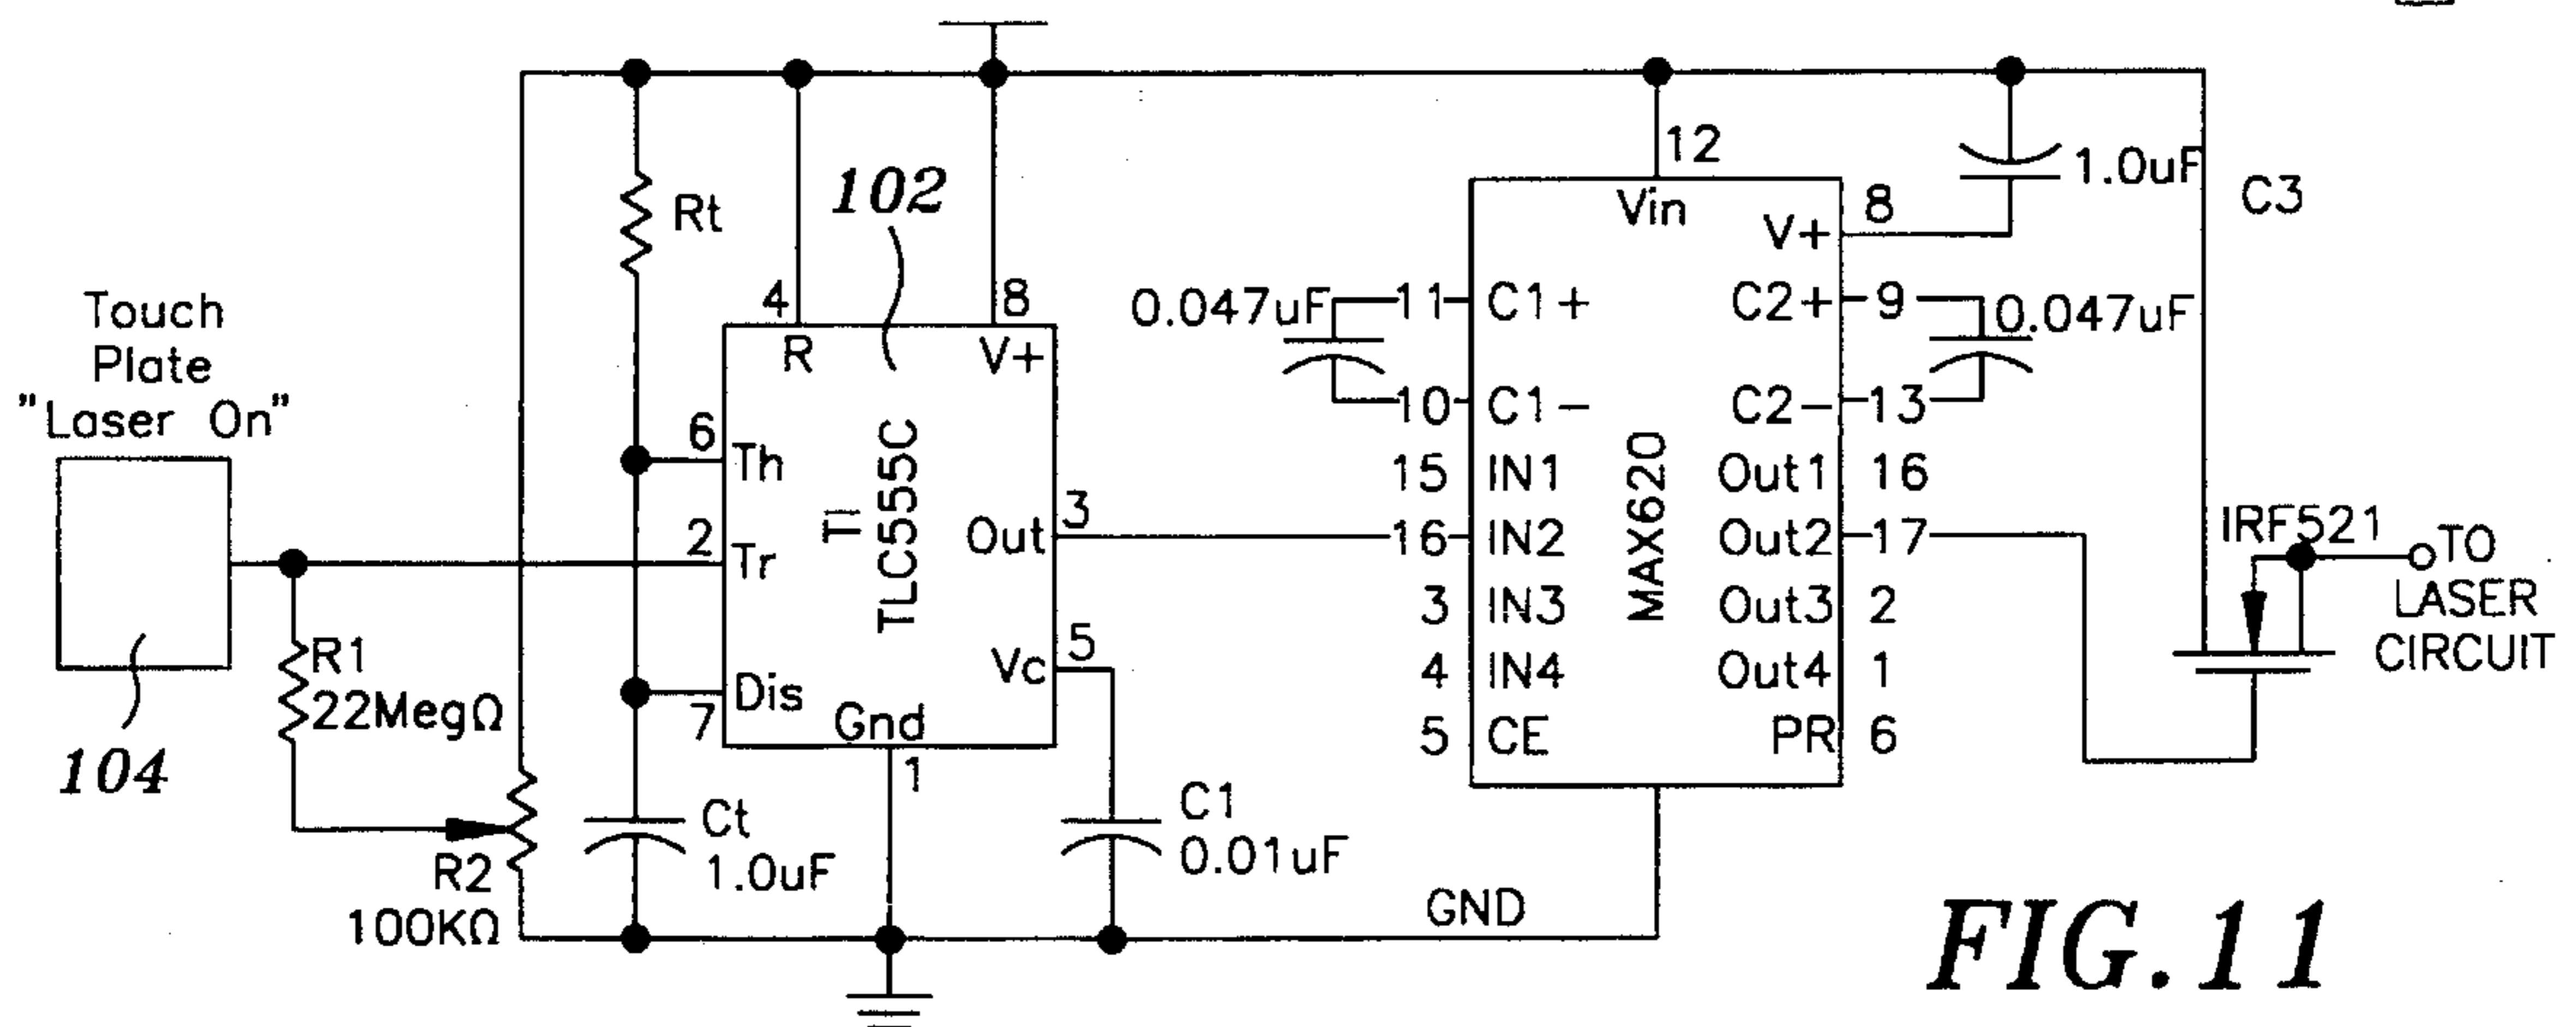 Touch
Plate
"Laser On"
104
R1
22MegΩ
R2
100KΩ
Rt
102
4
8
R
V+
6
Th
2
Tr
TI
TLC555C
Out
3
Vc
5
Dis
7
Gnd
1
Ct
1.0uF
C1
0.01uF
GND
12
Vin
V+
8
1.0uF
C3
0.047uF
11
C1+
C2+
9
0.047uF
10
C1-
C2-
13
MAX620
15
IN1
Out1
16
16
IN2
Out2
17
3
IN3
Out3
2
4
IN4
Out4
1
5
CE
PR
6
IRF521
TO
LASER
CIRCUIT
FIG.11